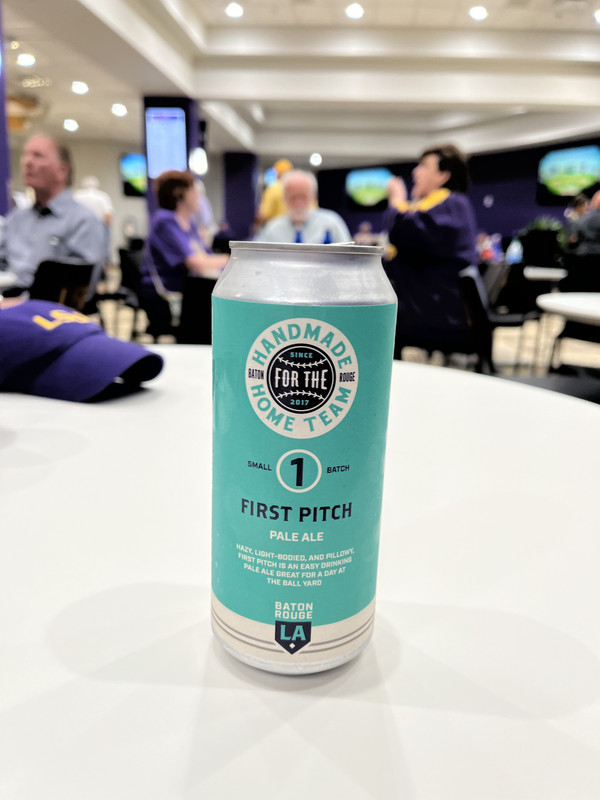 HANDMADE
SINCE
BATON FOR THE ROUGE
2017
HOME TEAM
SMALL 1 BATCH
FIRST PITCH
PALE ALE
HAZY, LIGHT-BODIED, AND PILLOWY,
FIRST PITCH IS AN EASY DRINKING
PALE ALE GREAT FOR A DAY AT
THE BALL YARD
BATON
ROUGE
LA
LSU